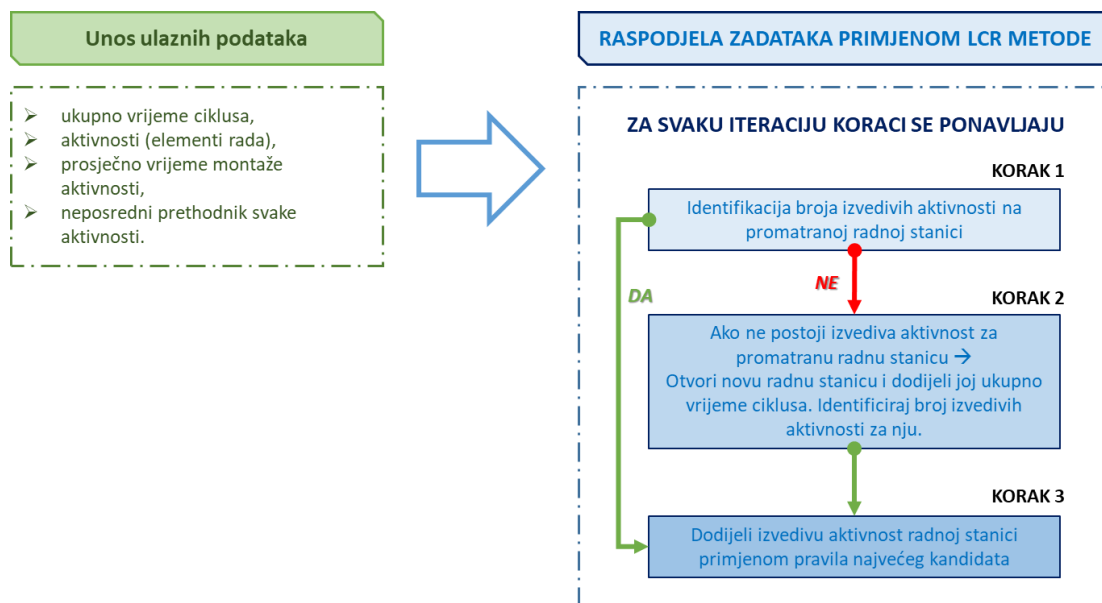 Unos ulaznih podataka
➢ ukupno vrijeme ciklusa,
➢ aktivnosti (elementi rada),
➢ prosječno vrijeme montaže
aktivnosti,
➢ neposredni prethodnik svake
aktivnosti.
RASPODJELA ZADATAKA PRIMJENOM LCR METODE
ZA SVAKU ITERACIJU KORACI SE PONAVLJAJU
KORAK 1
Identifikacija broja izvedivih aktivnosti na
promatranoj radnoj stanici
NE
DA
KORAK 2
Ako ne postoji izvediva aktivnost za
promatranu radnu stanicu →
Otvori novu radnu stanicu i dodijeli joj ukupno
vrijeme ciklusa. Identificiraj broj izvedivih
aktivnosti za nju.
KORAK 3
Dodijeli izvedivu aktivnost radnoj stanici
primjenom pravila najvećeg kandidata